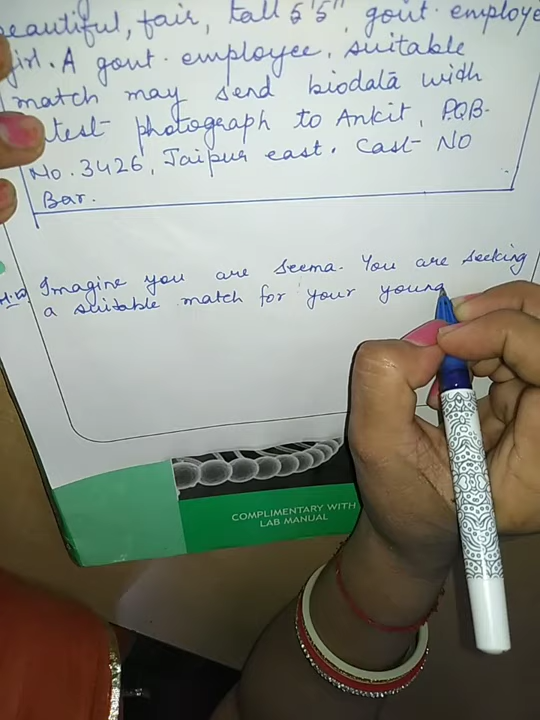 beautiful, fair, tall 5'5", govt. employe
girl. A govt. employee, suitable
match may send biodata with
latest photograph to Ankit, P.O.B.
No. 3426, Jaipur east. Cast No
Bar.
H.W Imagine you are Seema. You are seeking
a suitable match for your young
COMPLIMENTARY WITH
LAB MANUAL